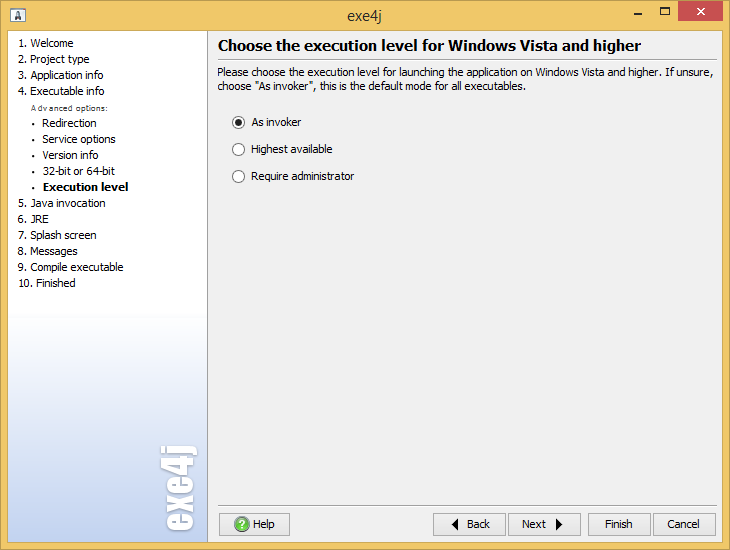 exe4j
1. Welcome
2. Project type
3. Application info
4. Executable info
Advanced options:
• Redirection
• Service options
• Version info
• 32-bit or 64-bit
• Execution level
5. Java invocation
6. JRE
7. Splash screen
8. Messages
9. Compile executable
10. Finished
exe4j
Choose the execution level for Windows Vista and higher
Please choose the execution level for launching the application on Windows Vista and higher. If unsure,
choose "As invoker", this is the default mode for all executables.
As invoker
Highest available
Require administrator
Help
Back
Next
Finish
Cancel